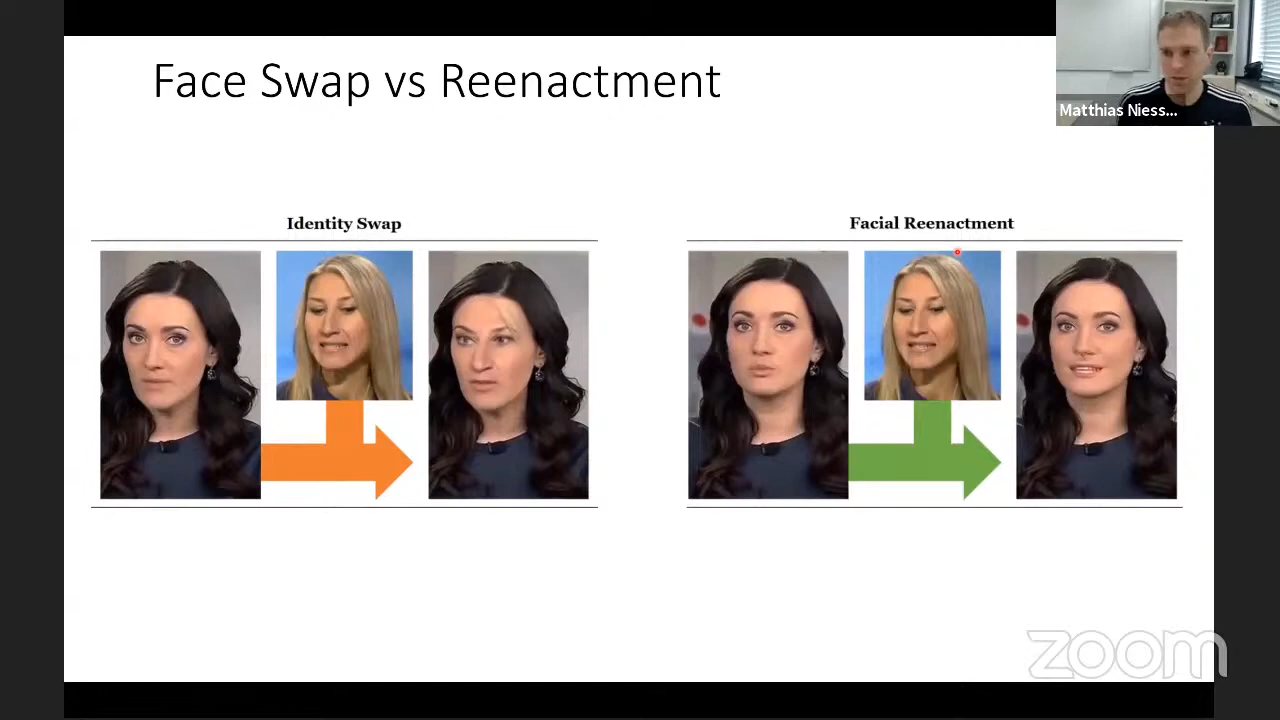 Face Swap vs Reenactment
Matthias Niess...
Identity Swap
Facial Reenactment
zoom